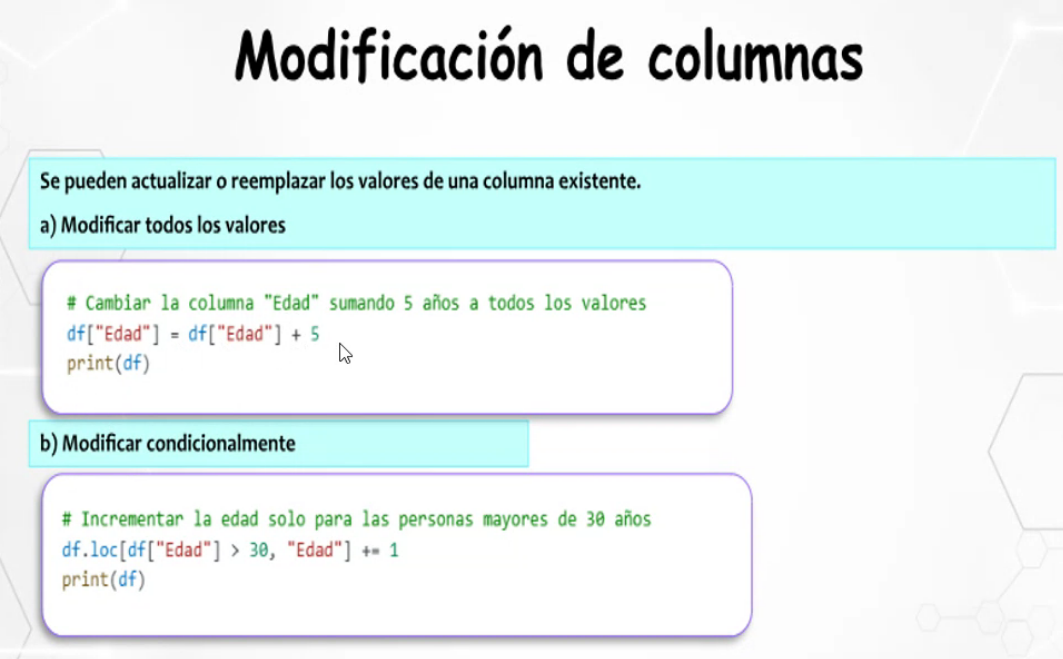 Modificación de columnas
Se pueden actualizar o reemplazar los valores de una columna existente.
a) Modificar todos los valores
# Cambiar la columna "Edad" sumando 5 años a todos los valores
df["Edad"] = df["Edad"] + 5
print(df)
b) Modificar condicionalmente
# Incrementar la edad solo para las personas mayores de 30 años
df.loc[df["Edad"] > 30, "Edad"] += 1
print(df)